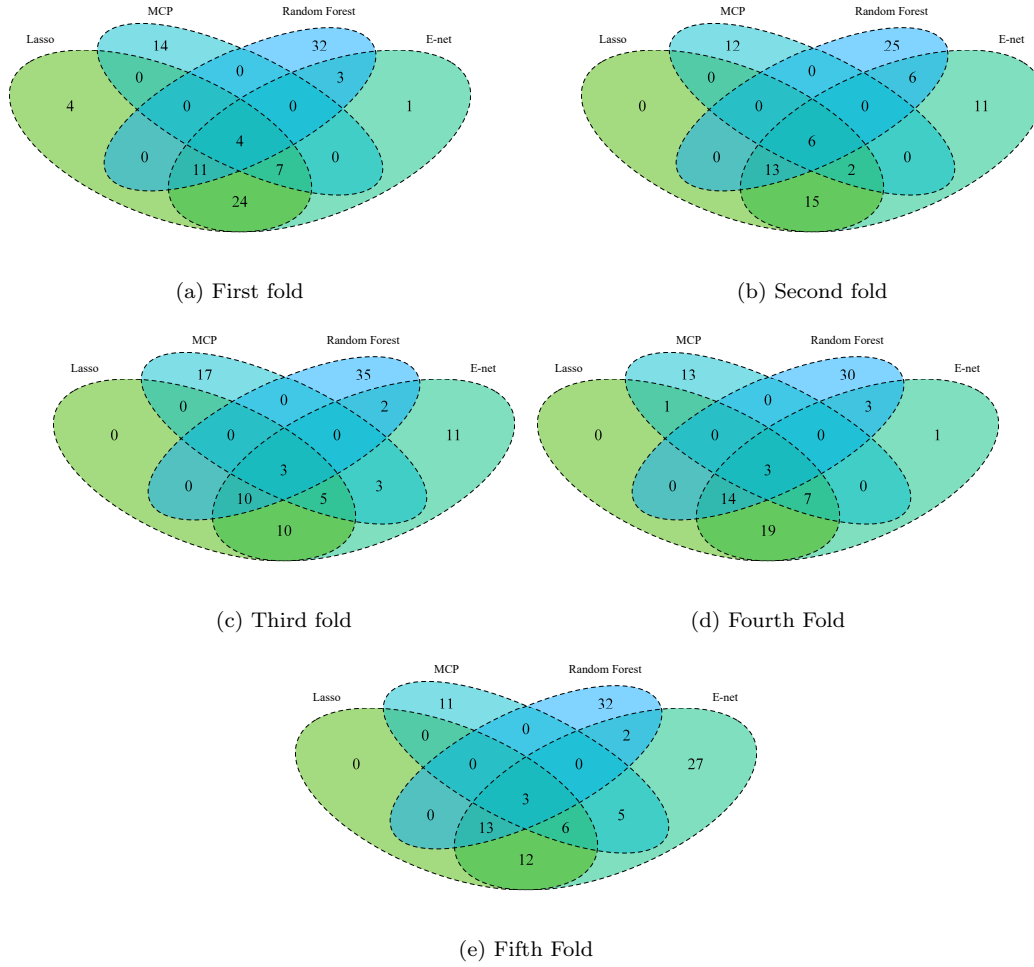 MCP Random Forest
Lasso E-net
14 32
0 0 3
4 0 0 1
4
0 11 7 0
24
(a) First fold
MCP Random Forest
Lasso E-net
12 25
0 0 6
0 0 0 11
6
0 13 2 0
15
(b) Second fold
MCP Random Forest
Lasso E-net
17 35
0 0 2
0 0 0 11
3
0 10 5 3
10
(c) Third fold
MCP Random Forest
Lasso E-net
13 30
1 0 3
0 0 0 1
3
0 14 7 0
19
(d) Fourth Fold
MCP Random Forest
Lasso E-net
11 32
0 0 2
0 0 0 27
3
0 13 6 5
12
(e) Fifth Fold